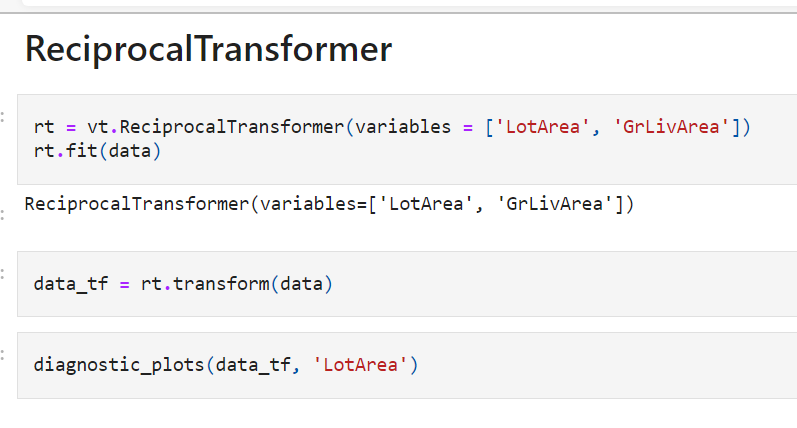 ReciprocalTransformer
:
rt = vt.ReciprocalTransformer(variables = ['LotArea', 'GrLivArea'])
rt.fit(data)
:
ReciprocalTransformer(variables=['LotArea', 'GrLivArea'])
:
data_tf = rt.transform(data)
:
diagnostic_plots(data_tf, 'LotArea')